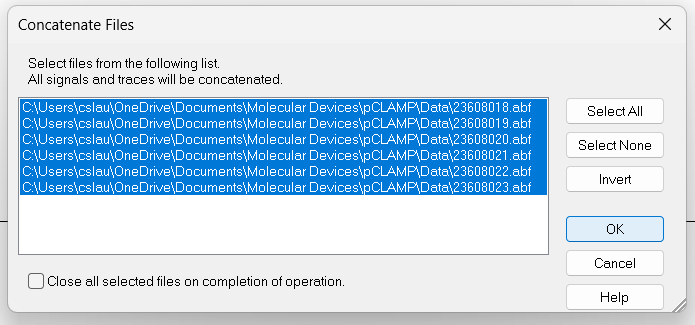 Concatenate Files
Select files from the following list.
All signals and traces will be concatenated.
C:\Users\cslau\OneDrive\Documents\Molecular Devices\pCLAMP\Data\23608018.abf
C:\Users\cslau\OneDrive\Documents\Molecular Devices\pCLAMP\Data\23608019.abf
C:\Users\cslau\OneDrive\Documents\Molecular Devices\pCLAMP\Data\23608020.abf
C:\Users\cslau\OneDrive\Documents\Molecular Devices\pCLAMP\Data\23608021.abf
C:\Users\cslau\OneDrive\Documents\Molecular Devices\pCLAMP\Data\23608022.abf
C:\Users\cslau\OneDrive\Documents\Molecular Devices\pCLAMP\Data\23608023.abf
Select All
Select None
Invert
OK
Cancel
Help
Close all selected files on completion of operation.